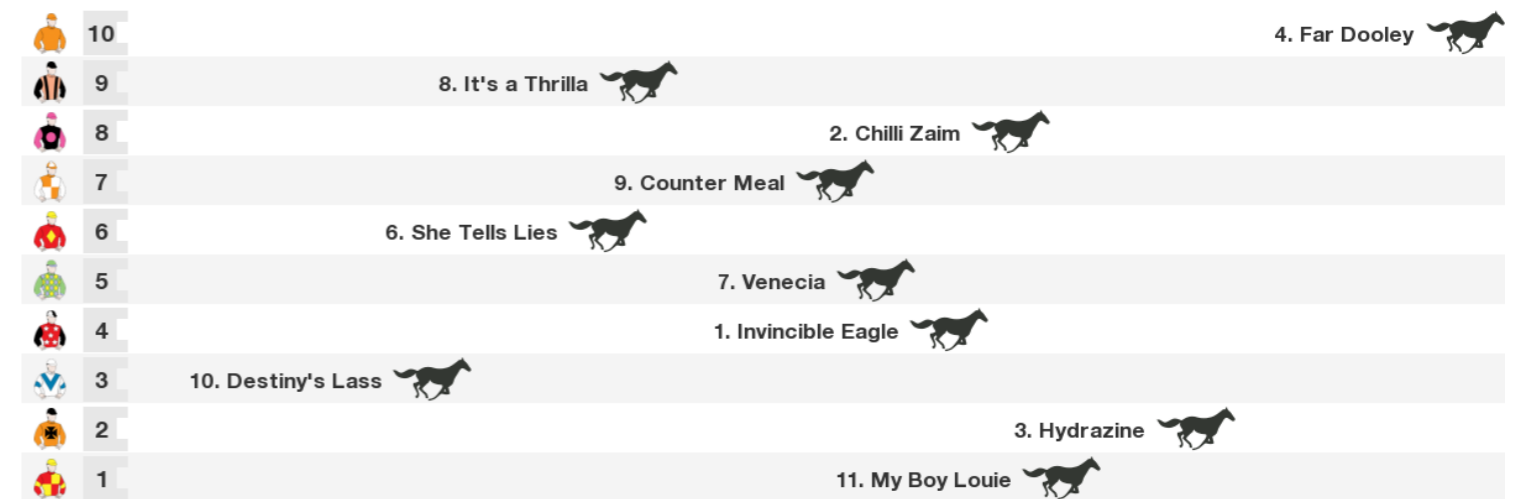 10 4. Far Dooley
9 8. It's a Thrilla
8 2. Chilli Zaim
7 9. Counter Meal
6 6. She Tells Lies
5 7. Venecia
4 1. Invincible Eagle
3 10. Destiny's Lass
2 3. Hydrazine
1 11. My Boy Louie